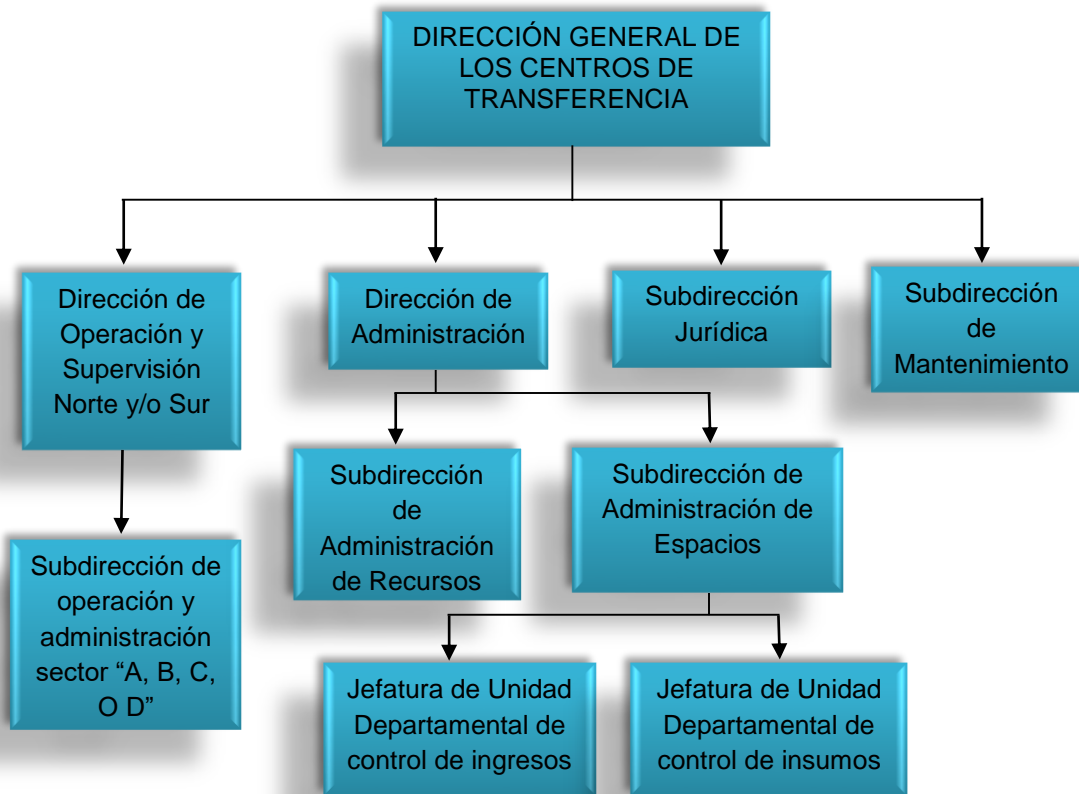 DIRECCIÓN GENERAL DE
LOS CENTROS DE
TRANSFERENCIA
Dirección de
Operación y
Supervisión
Norte y/o Sur
Dirección de
Administración
Subdirección
Jurídica
Subdirección
de
Mantenimiento
Subdirección de
operación y
administración
sector “A, B, C,
O D”
Subdirección
de
Administración
de Recursos
Subdirección de
Administración de
Espacios
Jefatura de Unidad
Departamental de
control de ingresos
Jefatura de Unidad
Departamental de
control de insumos